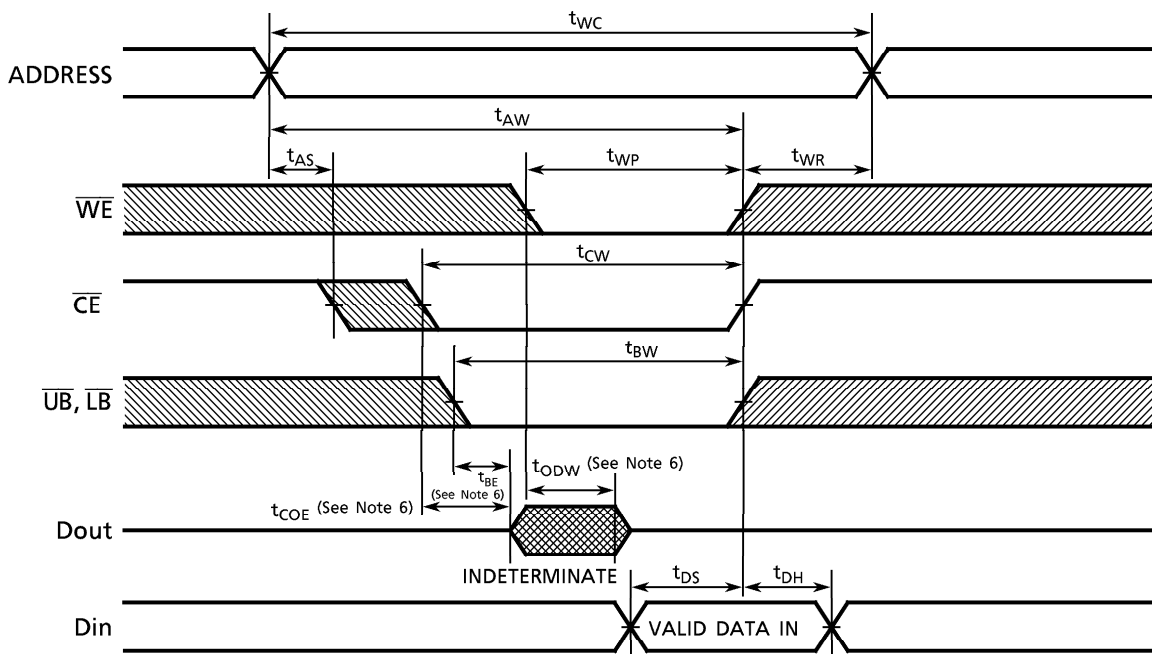 tWC
ADDRESS
tAW
tAS
tWP
tWR
WE
tCW
CE
tBW
UB, LB
tBE
(See Note 6)
tODW (See Note 6)
tCOE (See Note 6)
Dout
INDETERMINATE
tDS
tDH
Din
VALID DATA IN